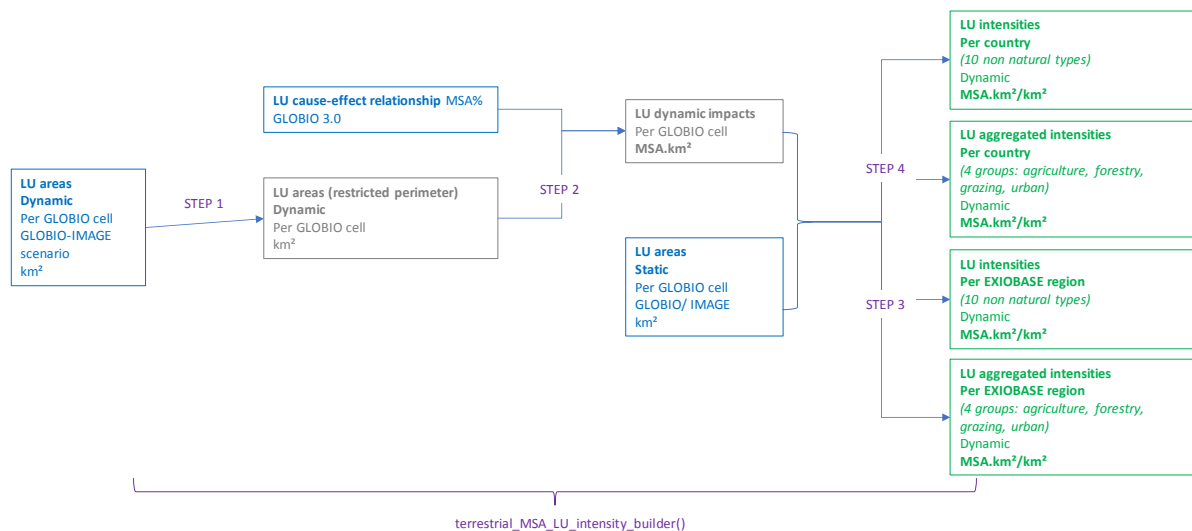 LU areas
Dynamic
Per GLOBIO cell
GLOBIO-IMAGE
scenario
km²
STEP 1
LU cause-effect relationship MSA%
GLOBIO 3.0
LU areas (restricted perimeter)
Dynamic
Per GLOBIO cell
km²
STEP 2
LU dynamic impacts
Per GLOBIO cell
MSA.km²
LU areas
Static
Per GLOBIO cell
GLOBIO/ IMAGE
km²
STEP 4
STEP 3
LU intensities
Per country
(10 non natural types)
Dynamic
MSA.km²/km²
LU aggregated intensities
Per country
(4 groups: agriculture, forestry,
grazing, urban)
Dynamic
MSA.km²/km²
LU intensities
Per EXIOBASE region
(10 non natural types)
Dynamic
MSA.km²/km²
LU aggregated intensities
Per EXIOBASE region
(4 groups: agriculture, forestry,
grazing, urban)
Dynamic
MSA.km²/km²
terrestrial_MSA_LU_intensity_builder()